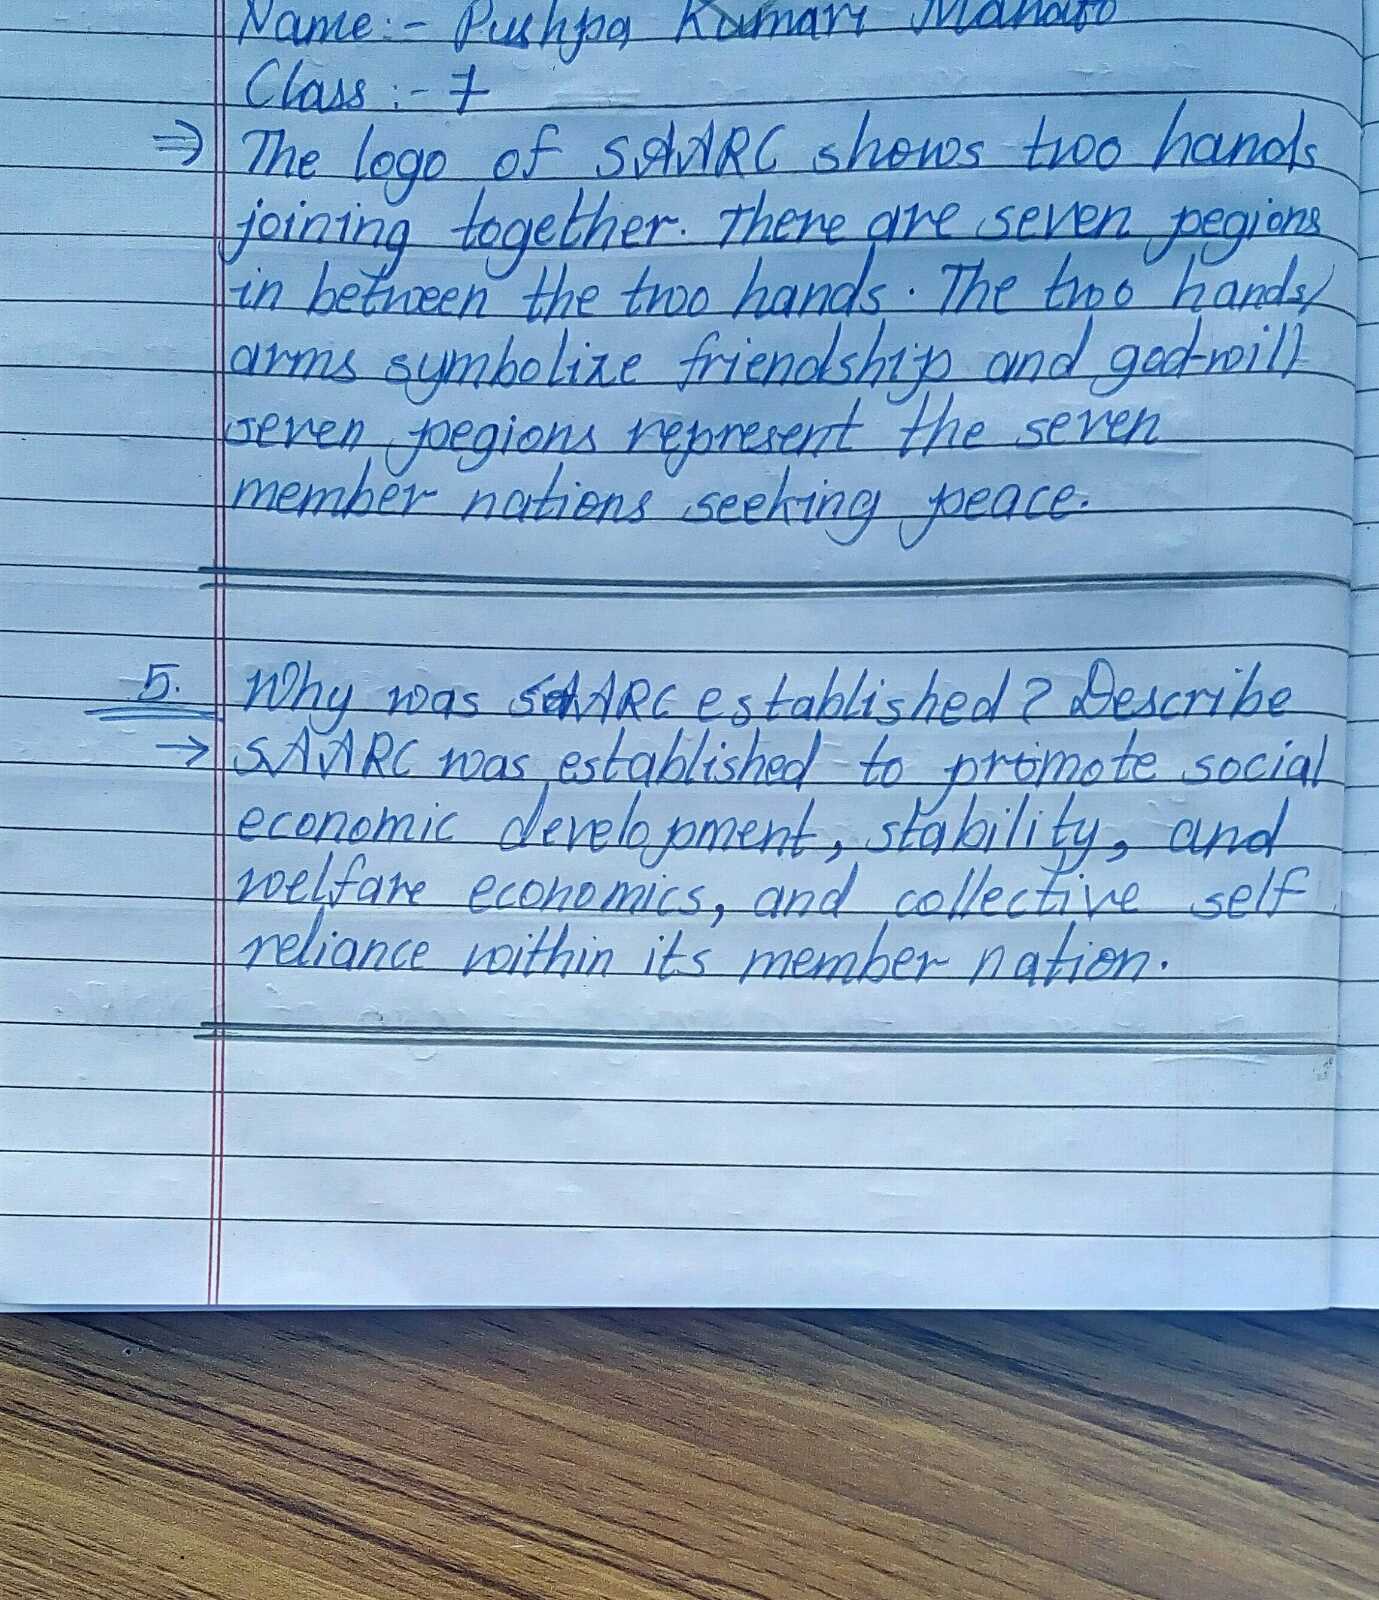 Name:- Pushpa Kumari Mahato
Class :- 7
⇒ The logo of SAARC shows two hands
joining together. There are seven pegions
in between the two hands. The two hands/
arms symbolize friendship and god-will
seven pegions represent the seven
member nations seeking peace.
5. Why was SAARC established? Describe
→ SAARC was established to promote social
economic development, stability, and
welfare economics, and collective self
reliance within its member nation.